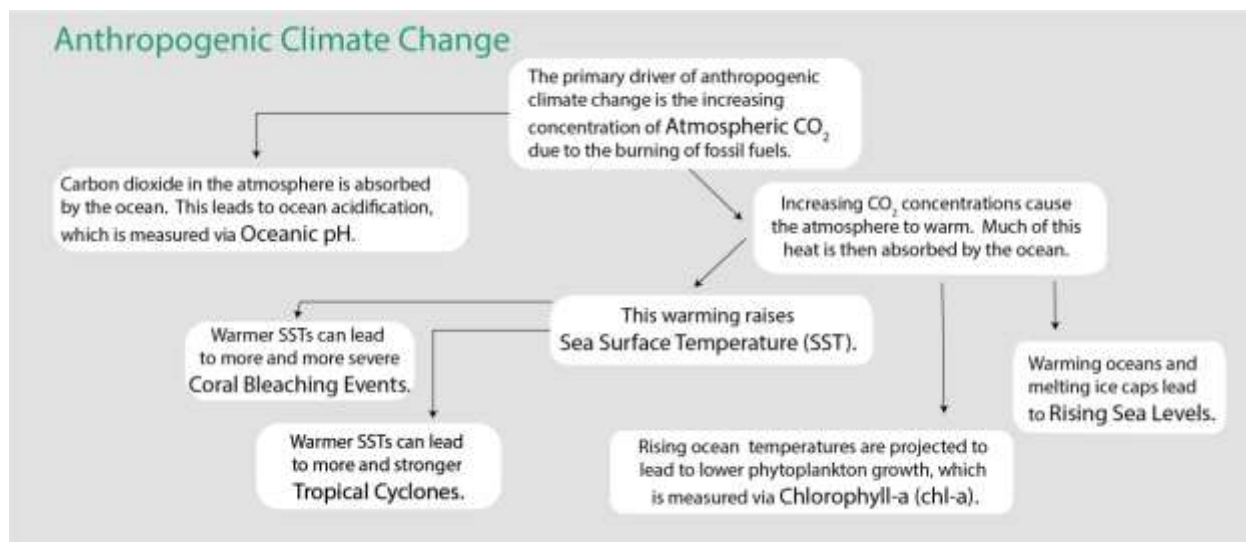 Anthropogenic Climate Change
The primary driver of anthropogenic
climate change is the increasing
concentration of Atmospheric CO₂
due to the burning of fossil fuels.
Carbon dioxide in the atmosphere is absorbed
by the ocean. This leads to ocean acidification,
which is measured via Oceanic pH.
Increasing CO₂ concentrations cause
the atmosphere to warm. Much of this
heat is then absorbed by the ocean.
This warming raises
Sea Surface Temperature (SST).
Warmer SSTs can lead
to more and more severe
Coral Bleaching Events.
Warming oceans and
melting ice caps lead
to Rising Sea Levels.
Warmer SSTs can lead
to more and stronger
Tropical Cyclones.
Rising ocean temperatures are projected to
lead to lower phytoplankton growth, which
is measured via Chlorophyll-a (chl-a).